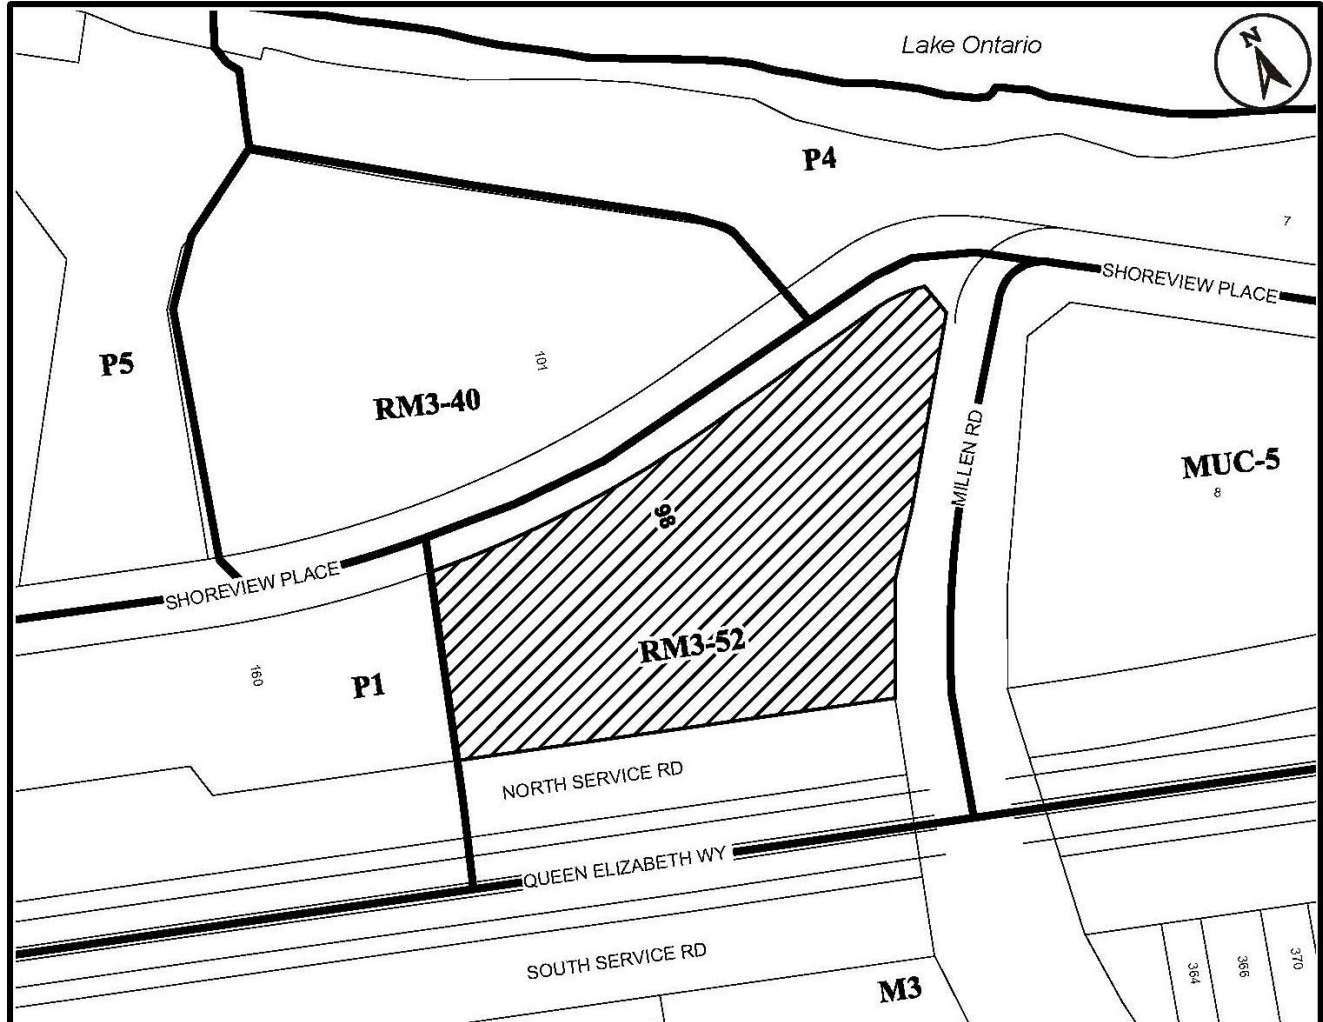 Lake Ontario
N
P4
7
SHOREVIEW PLACE
P5
101
RM3-40
MILLEN RD
MUC-5
8
98
SHOREVIEW PLACE
RM3-52
160
P1
NORTH SERVICE RD
QUEEN ELIZABETH WY
SOUTH SERVICE RD
M3
364
366
370